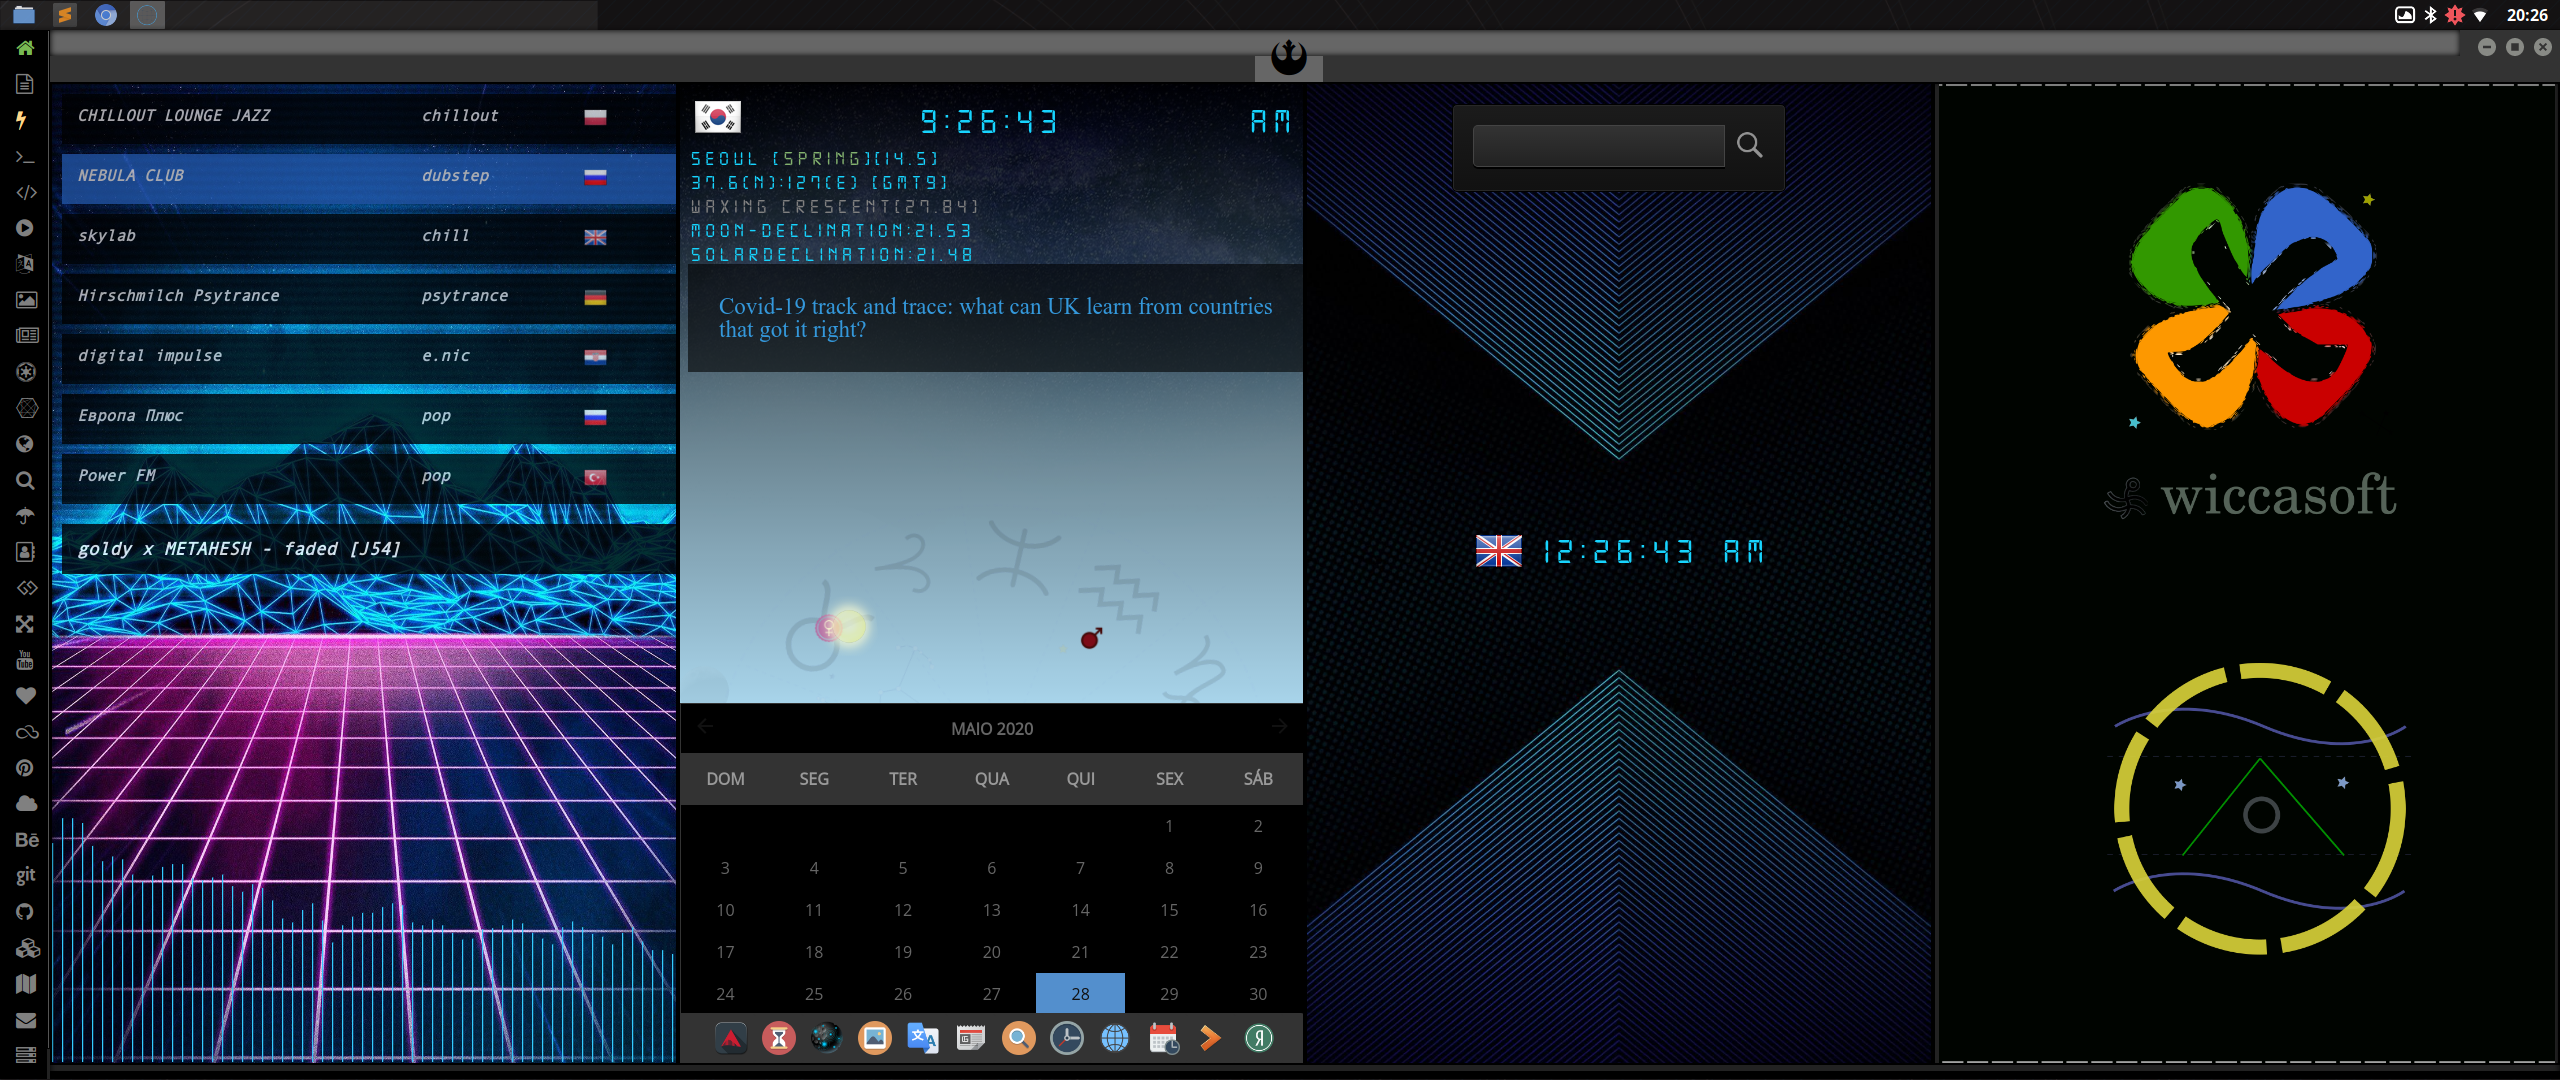 20:26
CHILLOUT LOUNGE JAZZ chillout
NEBULA CLUB dubstep
skylab chill
Hirschmilch Psytrance psytrance
digital impulse e.nic
Европа Плюс pop
Power FM pop
goldy x METAHESH - faded [J54]
You
Tube
Bē
git
9:26:43 AM
SEOUL [SPRING][14.5]
37.6(N):127(E) [GMT9]
WAXING CRESCENT[27.84]
MOON-DECLINATION:21.53
SOLARDECLINATION:21.48
Covid-19 track and trace: what can UK learn from countries
that got it right?
MAIO 2020
DOM SEG TER QUA QUI SEX SÁB
1 2
3 4 5 6 7 8 9
10 11 12 13 14 15 16
17 18 19 20 21 22 23
24 25 26 27 28 29 30
12:26:43 AM
wiccasoft